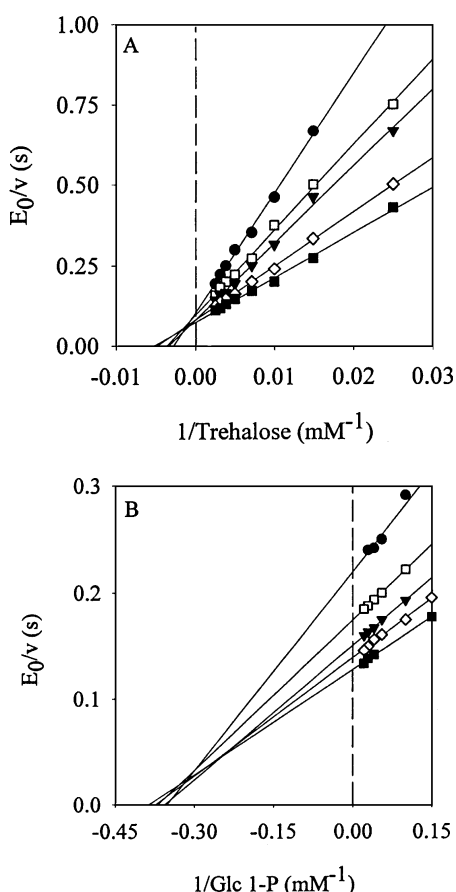 A
1.00
0.75
0.50
0.25
0.00
E0/v (s)
-0.01 0.00 0.01 0.02 0.03
1/Trehalose (mM-1)
B
0.3
0.2
0.1
0.0
E0/v (s)
-0.45 -0.30 -0.15 0.00 0.15
1/Glc 1-P (mM-1)